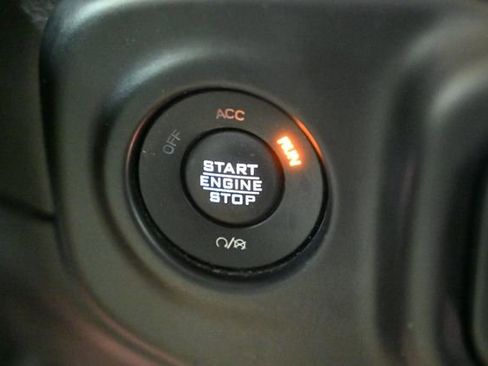 ACC
OFF
RUN
START
ENGINE
STOP